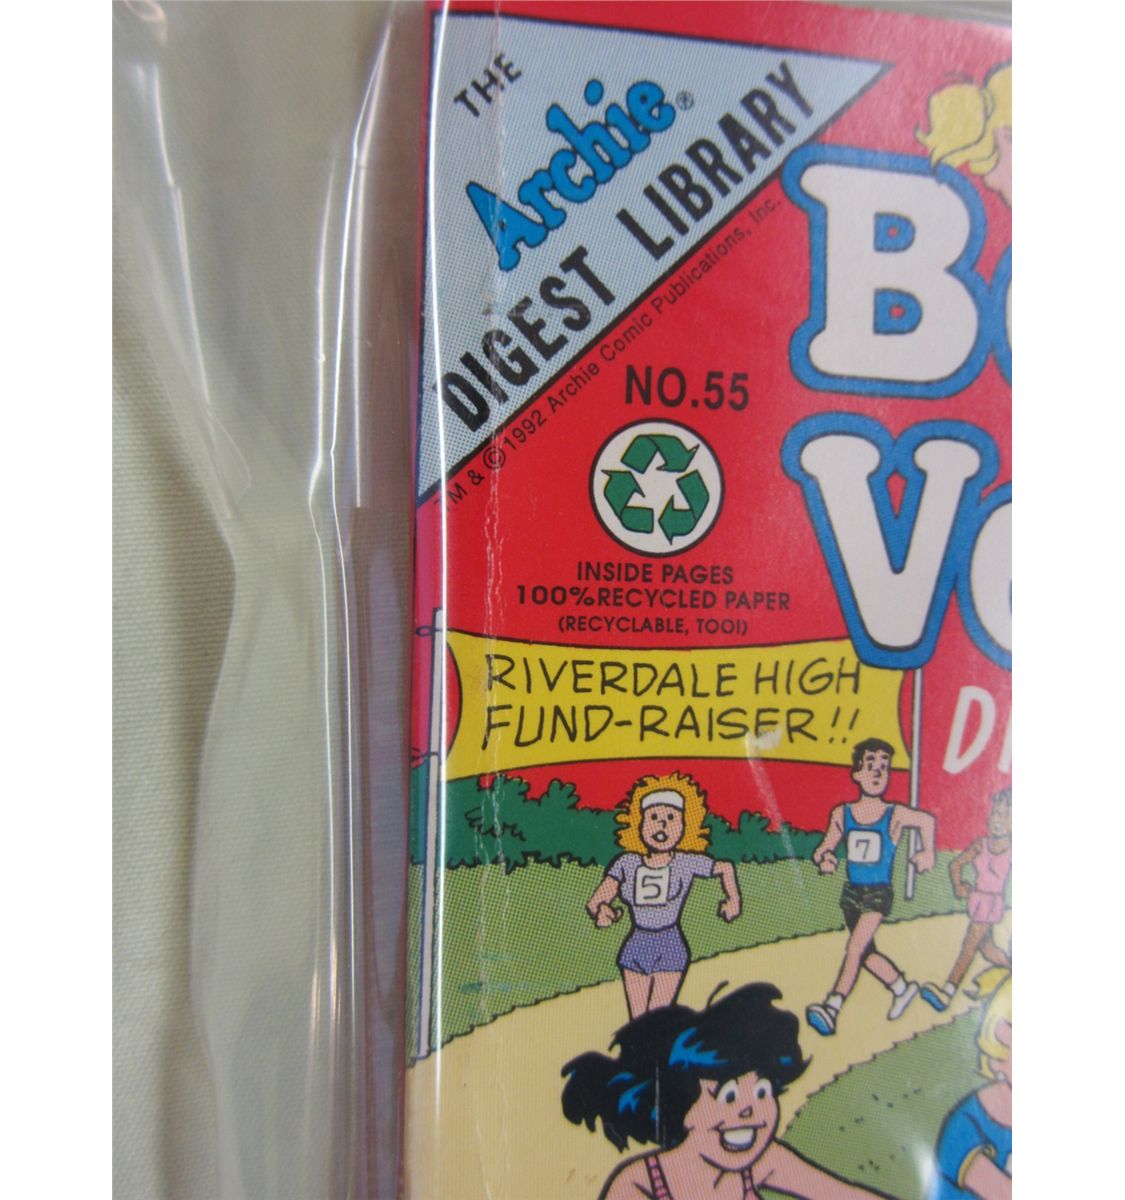 THE
Archie®
DIGEST LIBRARY
TM & ©1992 Archie Comic Publications, Inc.
NO.55
INSIDE PAGES
100% RECYCLED PAPER
(RECYCLABLE, TOO!)
RIVERDALE HIGH
FUND-RAISER!!
5
7